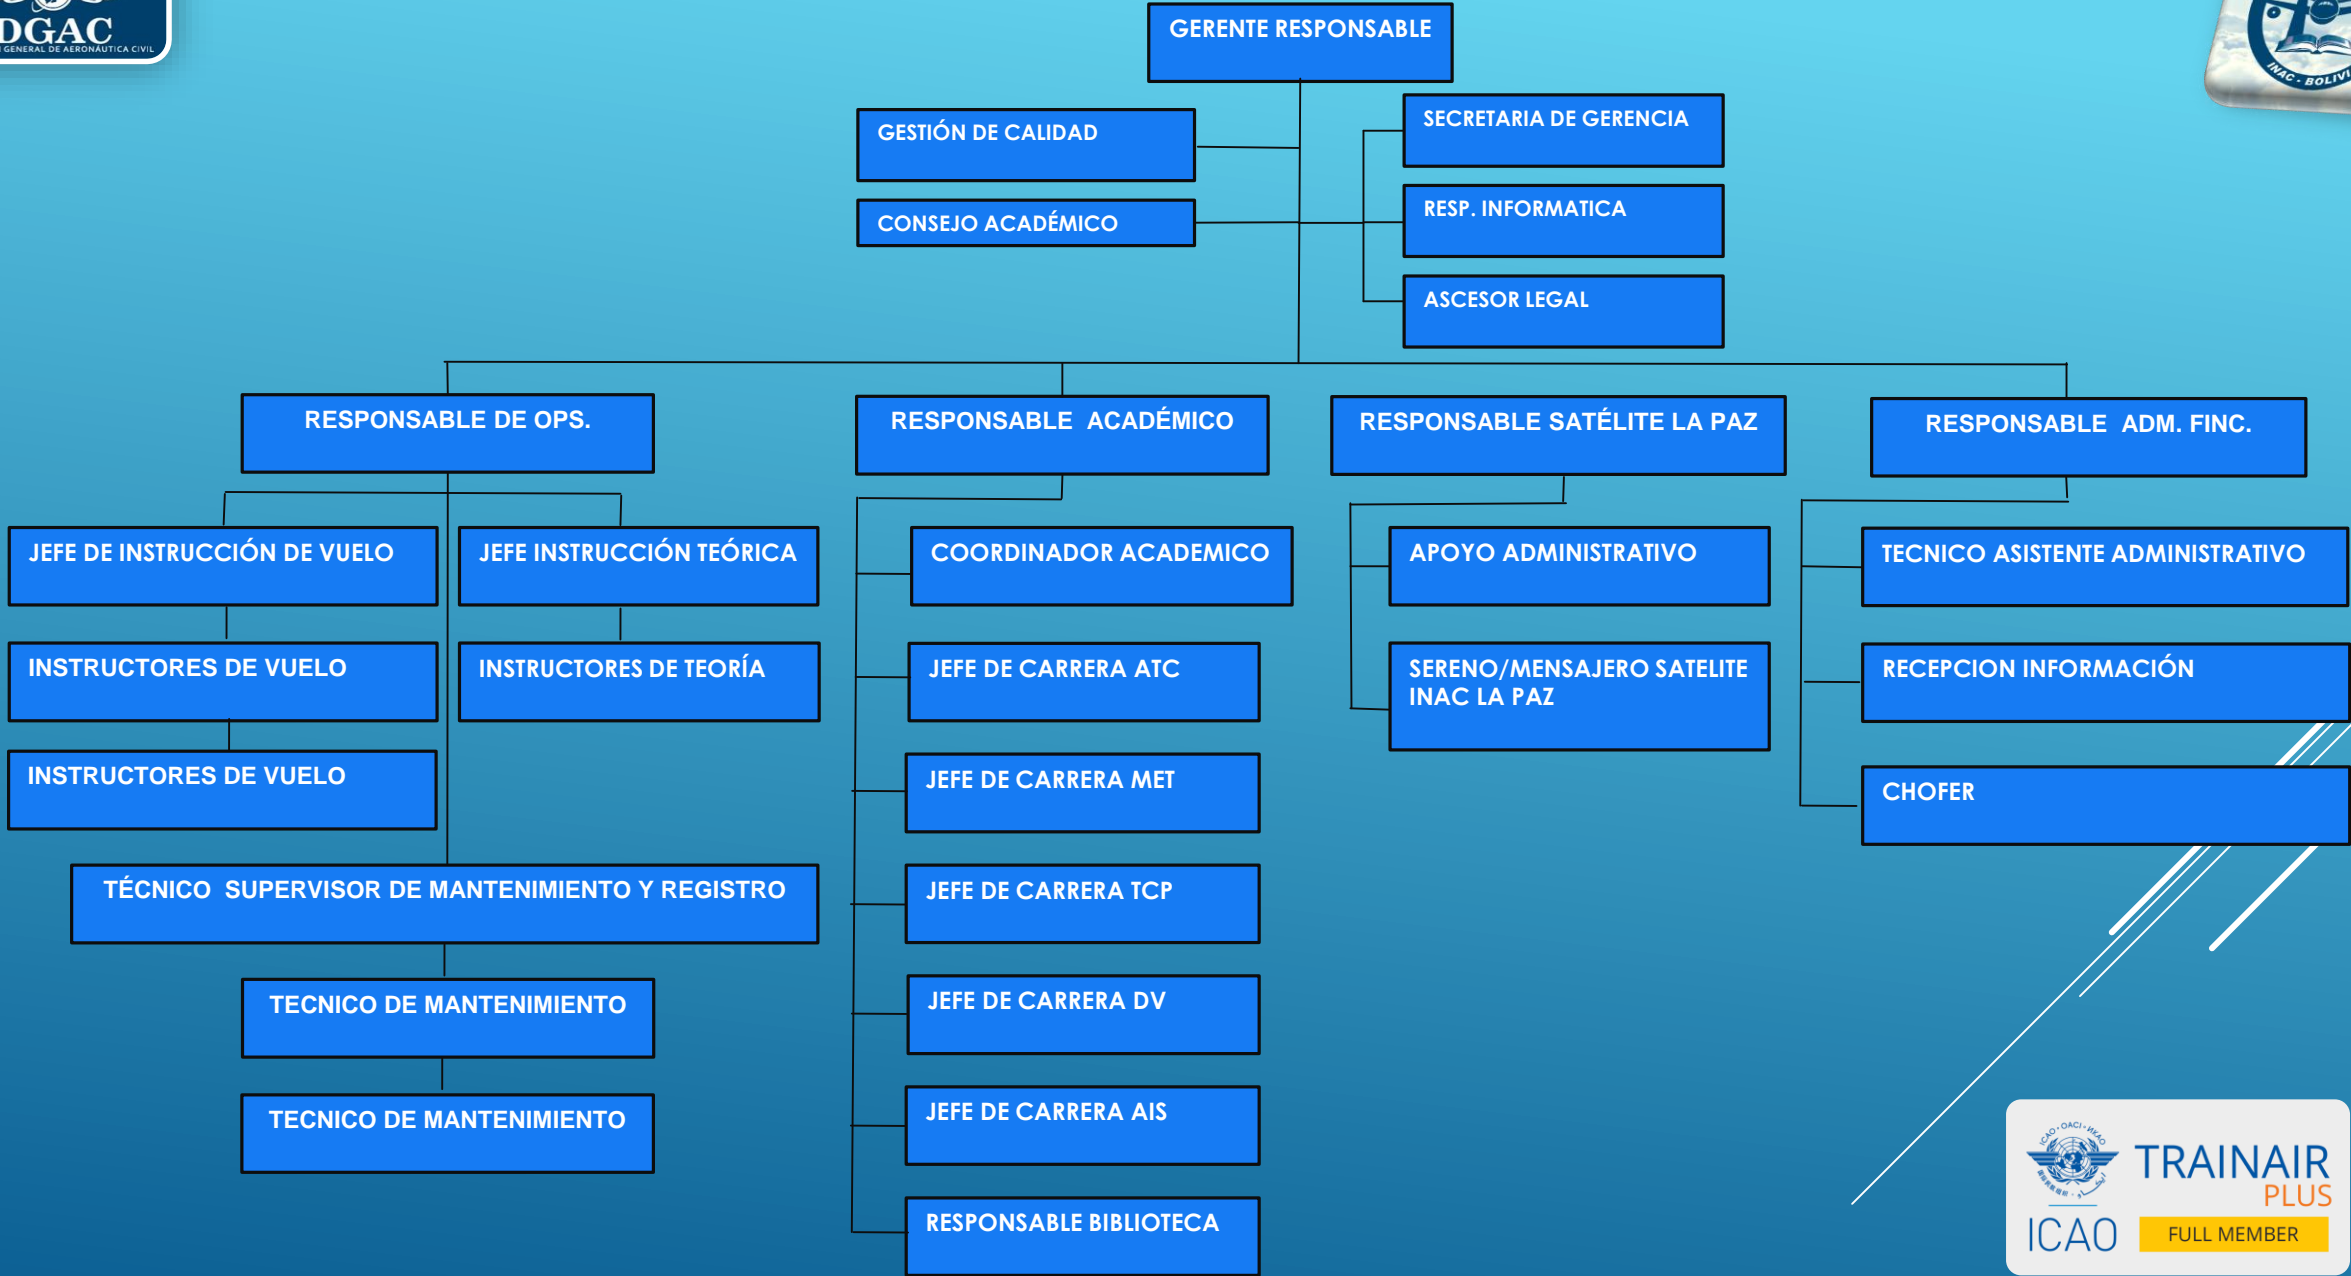 DGAC
GENERAL DE AERONÁUTICA CIVIL
INAC - BOLIVI
GERENTE RESPONSABLE
GESTIÓN DE CALIDAD
SECRETARIA DE GERENCIA
CONSEJO ACADÉMICO
RESP. INFORMATICA
ASCESOR LEGAL
RESPONSABLE DE OPS.
RESPONSABLE ACADÉMICO
RESPONSABLE SATÉLITE LA PAZ
RESPONSABLE ADM. FINC.
JEFE DE INSTRUCCIÓN DE VUELO
JEFE INSTRUCCIÓN TEÓRICA
COORDINADOR ACADEMICO
APOYO ADMINISTRATIVO
TECNICO ASISTENTE ADMINISTRATIVO
INSTRUCTORES DE VUELO
INSTRUCTORES DE TEORÍA
JEFE DE CARRERA ATC
SERENO/MENSAJERO SATELITE
INAC LA PAZ
RECEPCION INFORMACIÓN
INSTRUCTORES DE VUELO
JEFE DE CARRERA MET
CHOFER
TÉCNICO SUPERVISOR DE MANTENIMIENTO Y REGISTRO
JEFE DE CARRERA TCP
TECNICO DE MANTENIMIENTO
JEFE DE CARRERA DV
TECNICO DE MANTENIMIENTO
JEFE DE CARRERA AIS
RESPONSABLE BIBLIOTECA
ICAO · OACI · ИКАО
TRAINAIR
PLUS
ICAO
FULL MEMBER